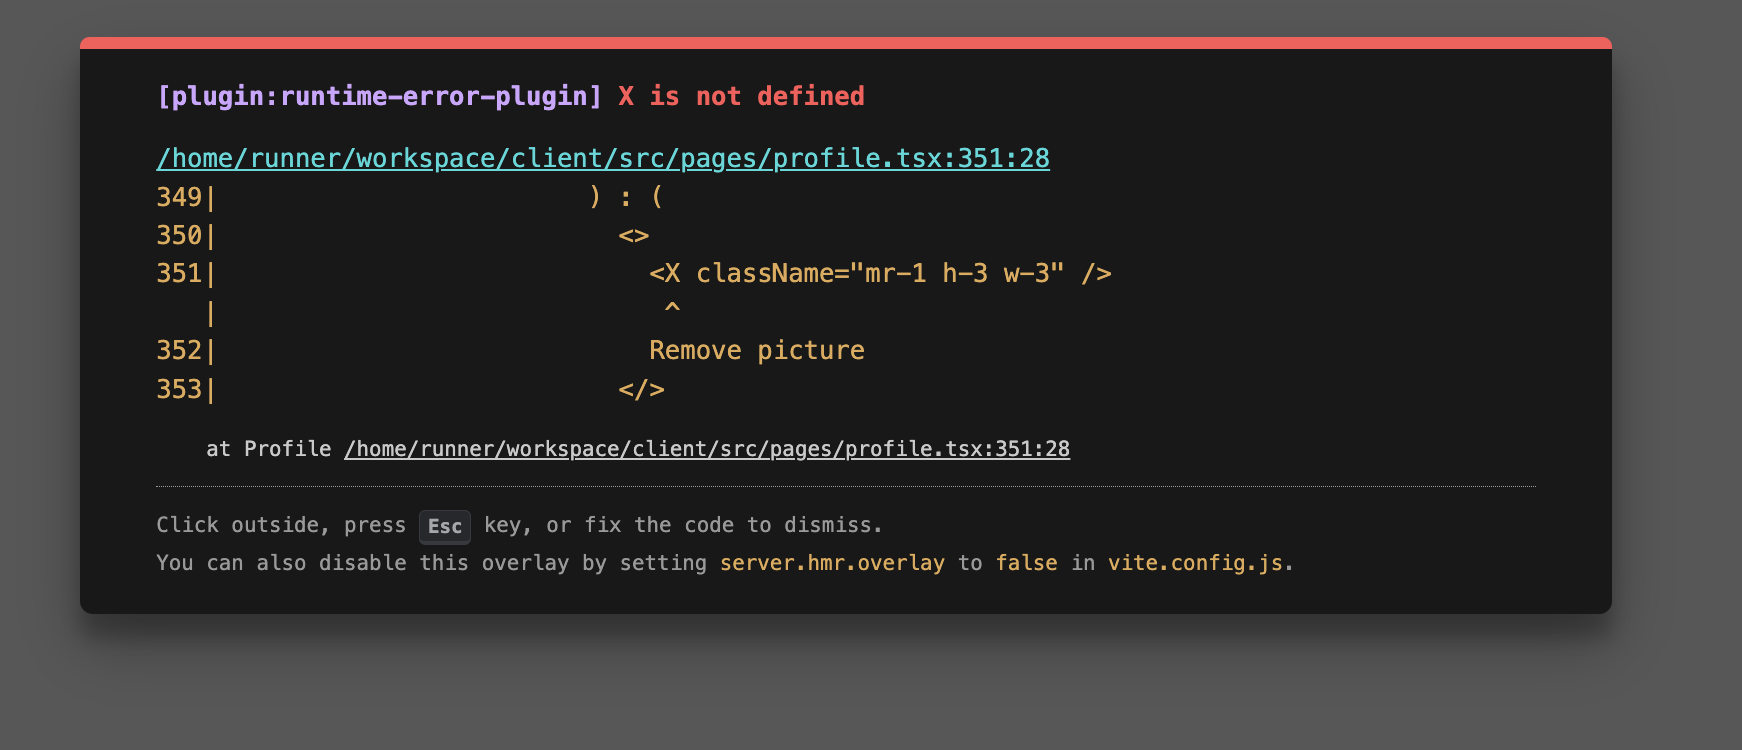 [plugin:runtime-error-plugin] X is not defined
/home/runner/workspace/client/src/pages/profile.tsx:351:28
349|                        ) : (
350|                          <>
351|                            <X className="mr-1 h-3 w-3" />
   |                             ^
352|                            Remove picture
353|                          </>
at Profile /home/runner/workspace/client/src/pages/profile.tsx:351:28
Click outside, press Esc key, or fix the code to dismiss.
You can also disable this overlay by setting server.hmr.overlay to false in vite.config.js.